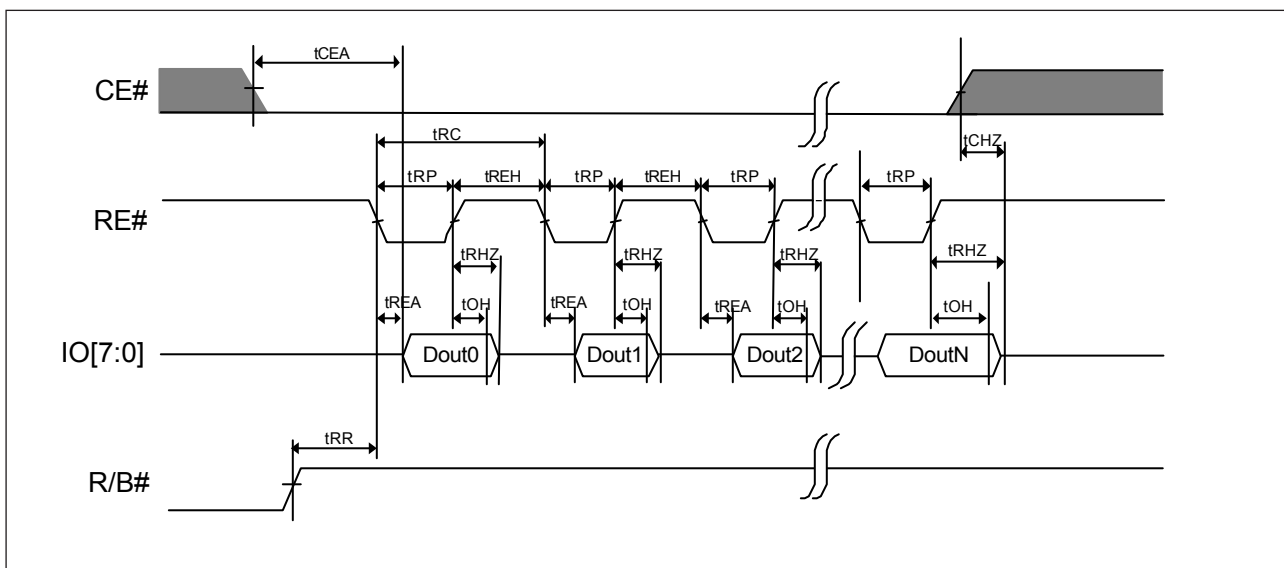 tCEA
CE#
tCHZ
tRC
tRP tREH tRP tREH tRP tRP
RE#
tRHZ tRHZ tRHZ tRHZ
tREA tOH tREA tOH tREA tOH tOH
IO[7:0] Dout0 Dout1 Dout2 DoutN
tRR
R/B#